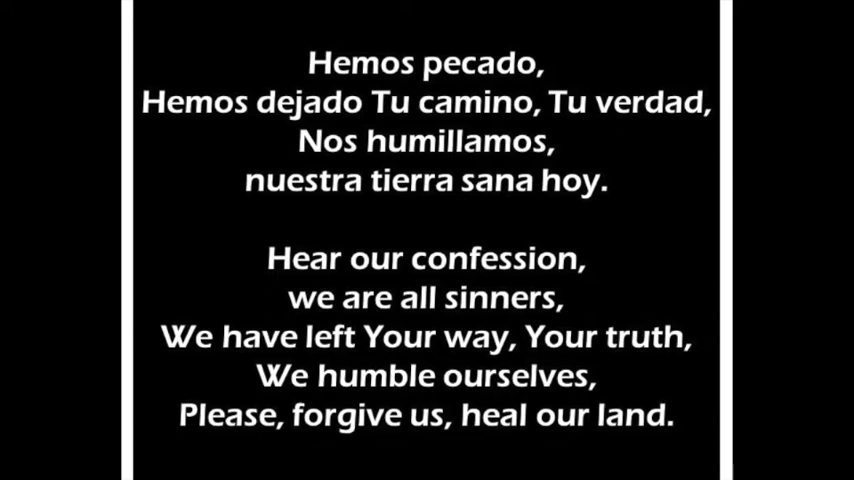 Hemos pecado,
Hemos dejado Tu camino, Tu verdad,
Nos humillamos,
nuestra tierra sana hoy.
Hear our confession,
we are all sinners,
We have left Your way, Your truth,
We humble ourselves,
Please, forgive us, heal our land.